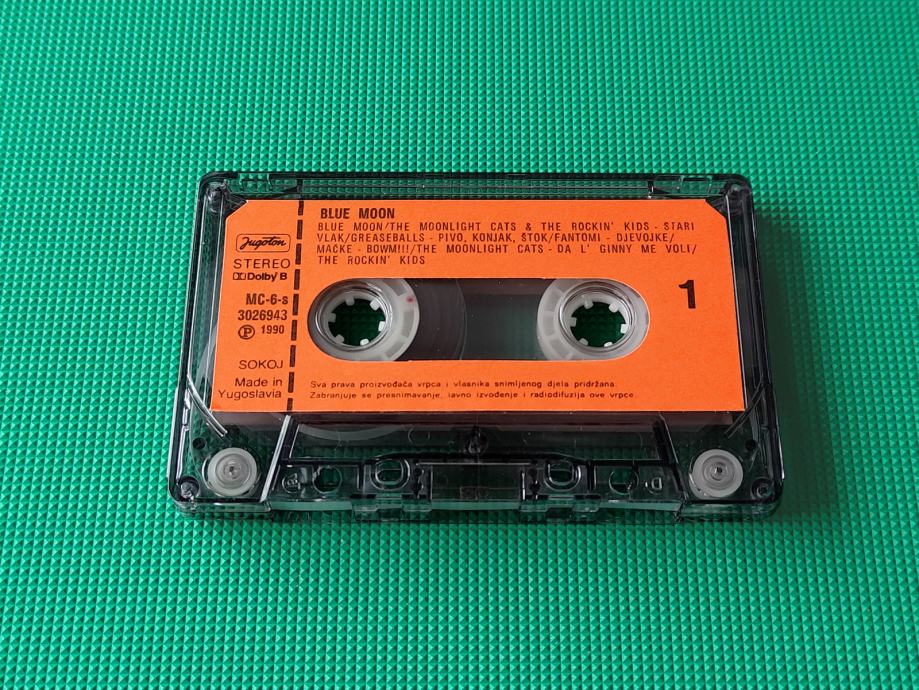 BLUE MOON
BLUE MOON/THE MOONLIGHT CATS & THE ROCKIN' KIDS - STARI
VLAK/GREASEBALLS - PIVO, KONJAK, ŠTOK/FANTOMI - DJEVOJKE/
MAČKE - BOWM!!!/THE MOONLIGHT CATS - DA L' GINNY ME VOLI/
THE ROCKIN' KIDS
Jugoton
STEREO
Dolby B
MC-6-s
3026943
Ⓟ 1990
SOKOJ
Made in
Yugoslavia
1
Sva prava proizvođača vrpca i vlasnika snimljenog djela pridržana.
Zabranjuje se presnimavanje, javno izvođenje i radiodifuzija ove vrpce.